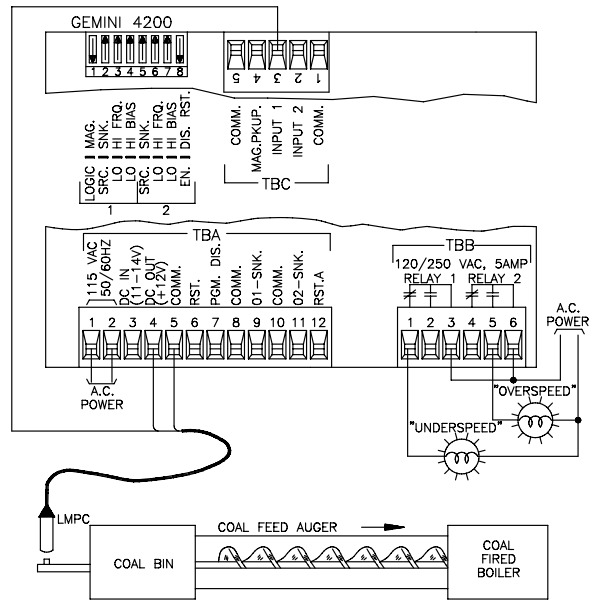 GEMINI 4200
1 2 3 4 5 6 7 8
5 4 3 2 1
LOGIC | MAG.
SRC. | SNK.
LO | HI FRQ.
LO | HI BIAS
SRC. | SNK.
LO | HI FRQ.
LO | HI BIAS
EN. | DIS. RST.
1 2
COMM.
MAG.PKUP.
INPUT 1
INPUT 2
COMM.
TBC
TBA
115 VAC
50/60HZ
DC IN
(11-14V)
DC OUT
(+12V)
COMM.
RST.
PGM. DIS.
COMM.
01-SNK.
COMM.
02-SNK.
RST.A
1 2 3 4 5 6 7 8 9 10 11 12
A.C.
POWER
TBB
120/250 VAC, 5AMP
RELAY 1 RELAY 2
1 2 3 4 5 6
A.C.
POWER
"OVERSPEED"
"UNDERSPEED"
LMPC
COAL FEED AUGER
COAL BIN
COAL
FIRED
BOILER